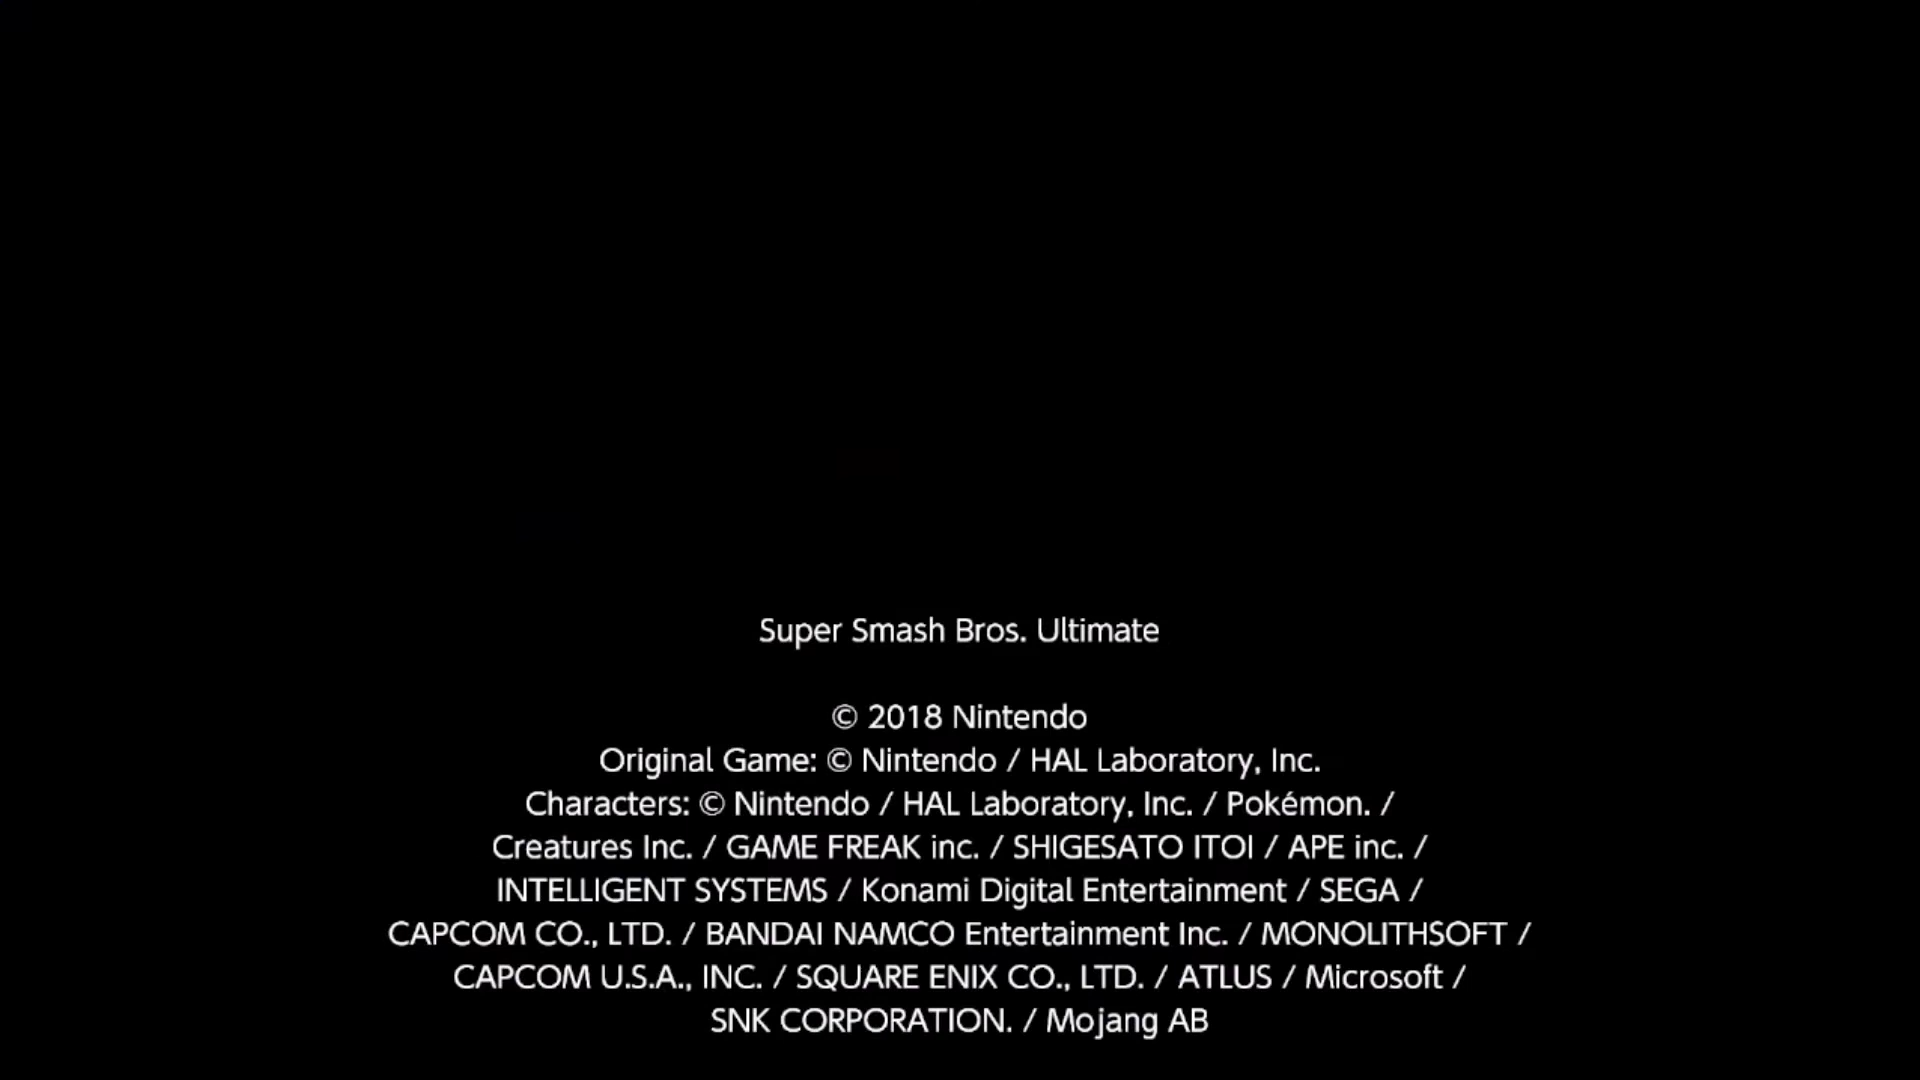 Super Smash Bros. Ultimate
© 2018 Nintendo
Original Game: © Nintendo / HAL Laboratory, Inc.
Characters: © Nintendo / HAL Laboratory, Inc. / Pokémon. /
Creatures Inc. / GAME FREAK inc. / SHIGESATO ITOI / APE inc. /
INTELLIGENT SYSTEMS / Konami Digital Entertainment / SEGA /
CAPCOM CO., LTD. / BANDAI NAMCO Entertainment Inc. / MONOLITHSOFT /
CAPCOM U.S.A., INC. / SQUARE ENIX CO., LTD. / ATLUS / Microsoft /
SNK CORPORATION. / Mojang AB